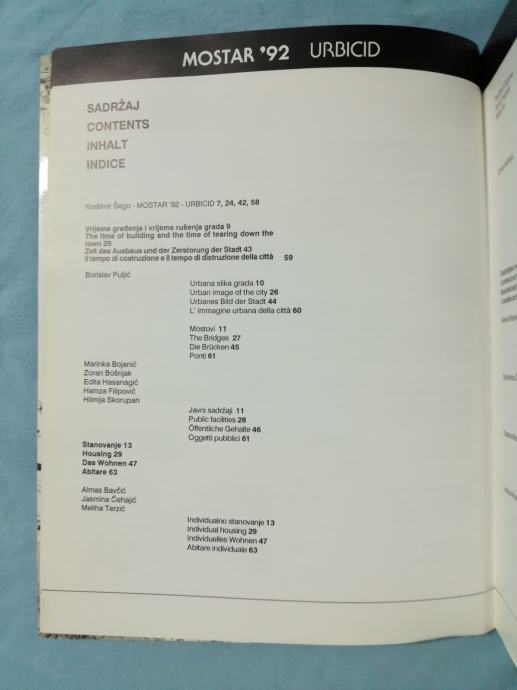 MOSTAR '92 URBICID
SADRŽAJ
CONTENTS
INHALT
INDICE
Krešimir Šego - MOSTAR '92 - URBICID 7, 24, 42, 58
Vrijeme građenja i vrijeme rušenja grada 9
The time of building and the time of tearing down the
town 25
Zeit des Ausbaus und der Zerstorung der Stadt 43
Il tempo di costruzione e il tempo di distruzione della città 59
Borislav Puljić
Urbana slika grada 10
Urban image of the city 26
Urbanes Bild der Stadt 44
L' immagine urbana della città 60
Mostovi 11
The Bridges 27
Die Brücken 45
Ponti 61
Marinka Bojanić
Zoran Bošnjak
Edita Hasanagić
Hamza Filipović
Hilmija Skorupan
Javni sadržaji 11
Public facilities 28
Öffentliche Gehalte 46
Oggetti pubblici 61
Stanovanje 13
Housing 29
Das Wohnen 47
Abitare 63
Almas Bavčić
Jasmina Ćehajić
Meliha Terzić
Individualno stanovanje 13
Individual housing 29
Individuelles Wohnen 47
Abitare individuale 63